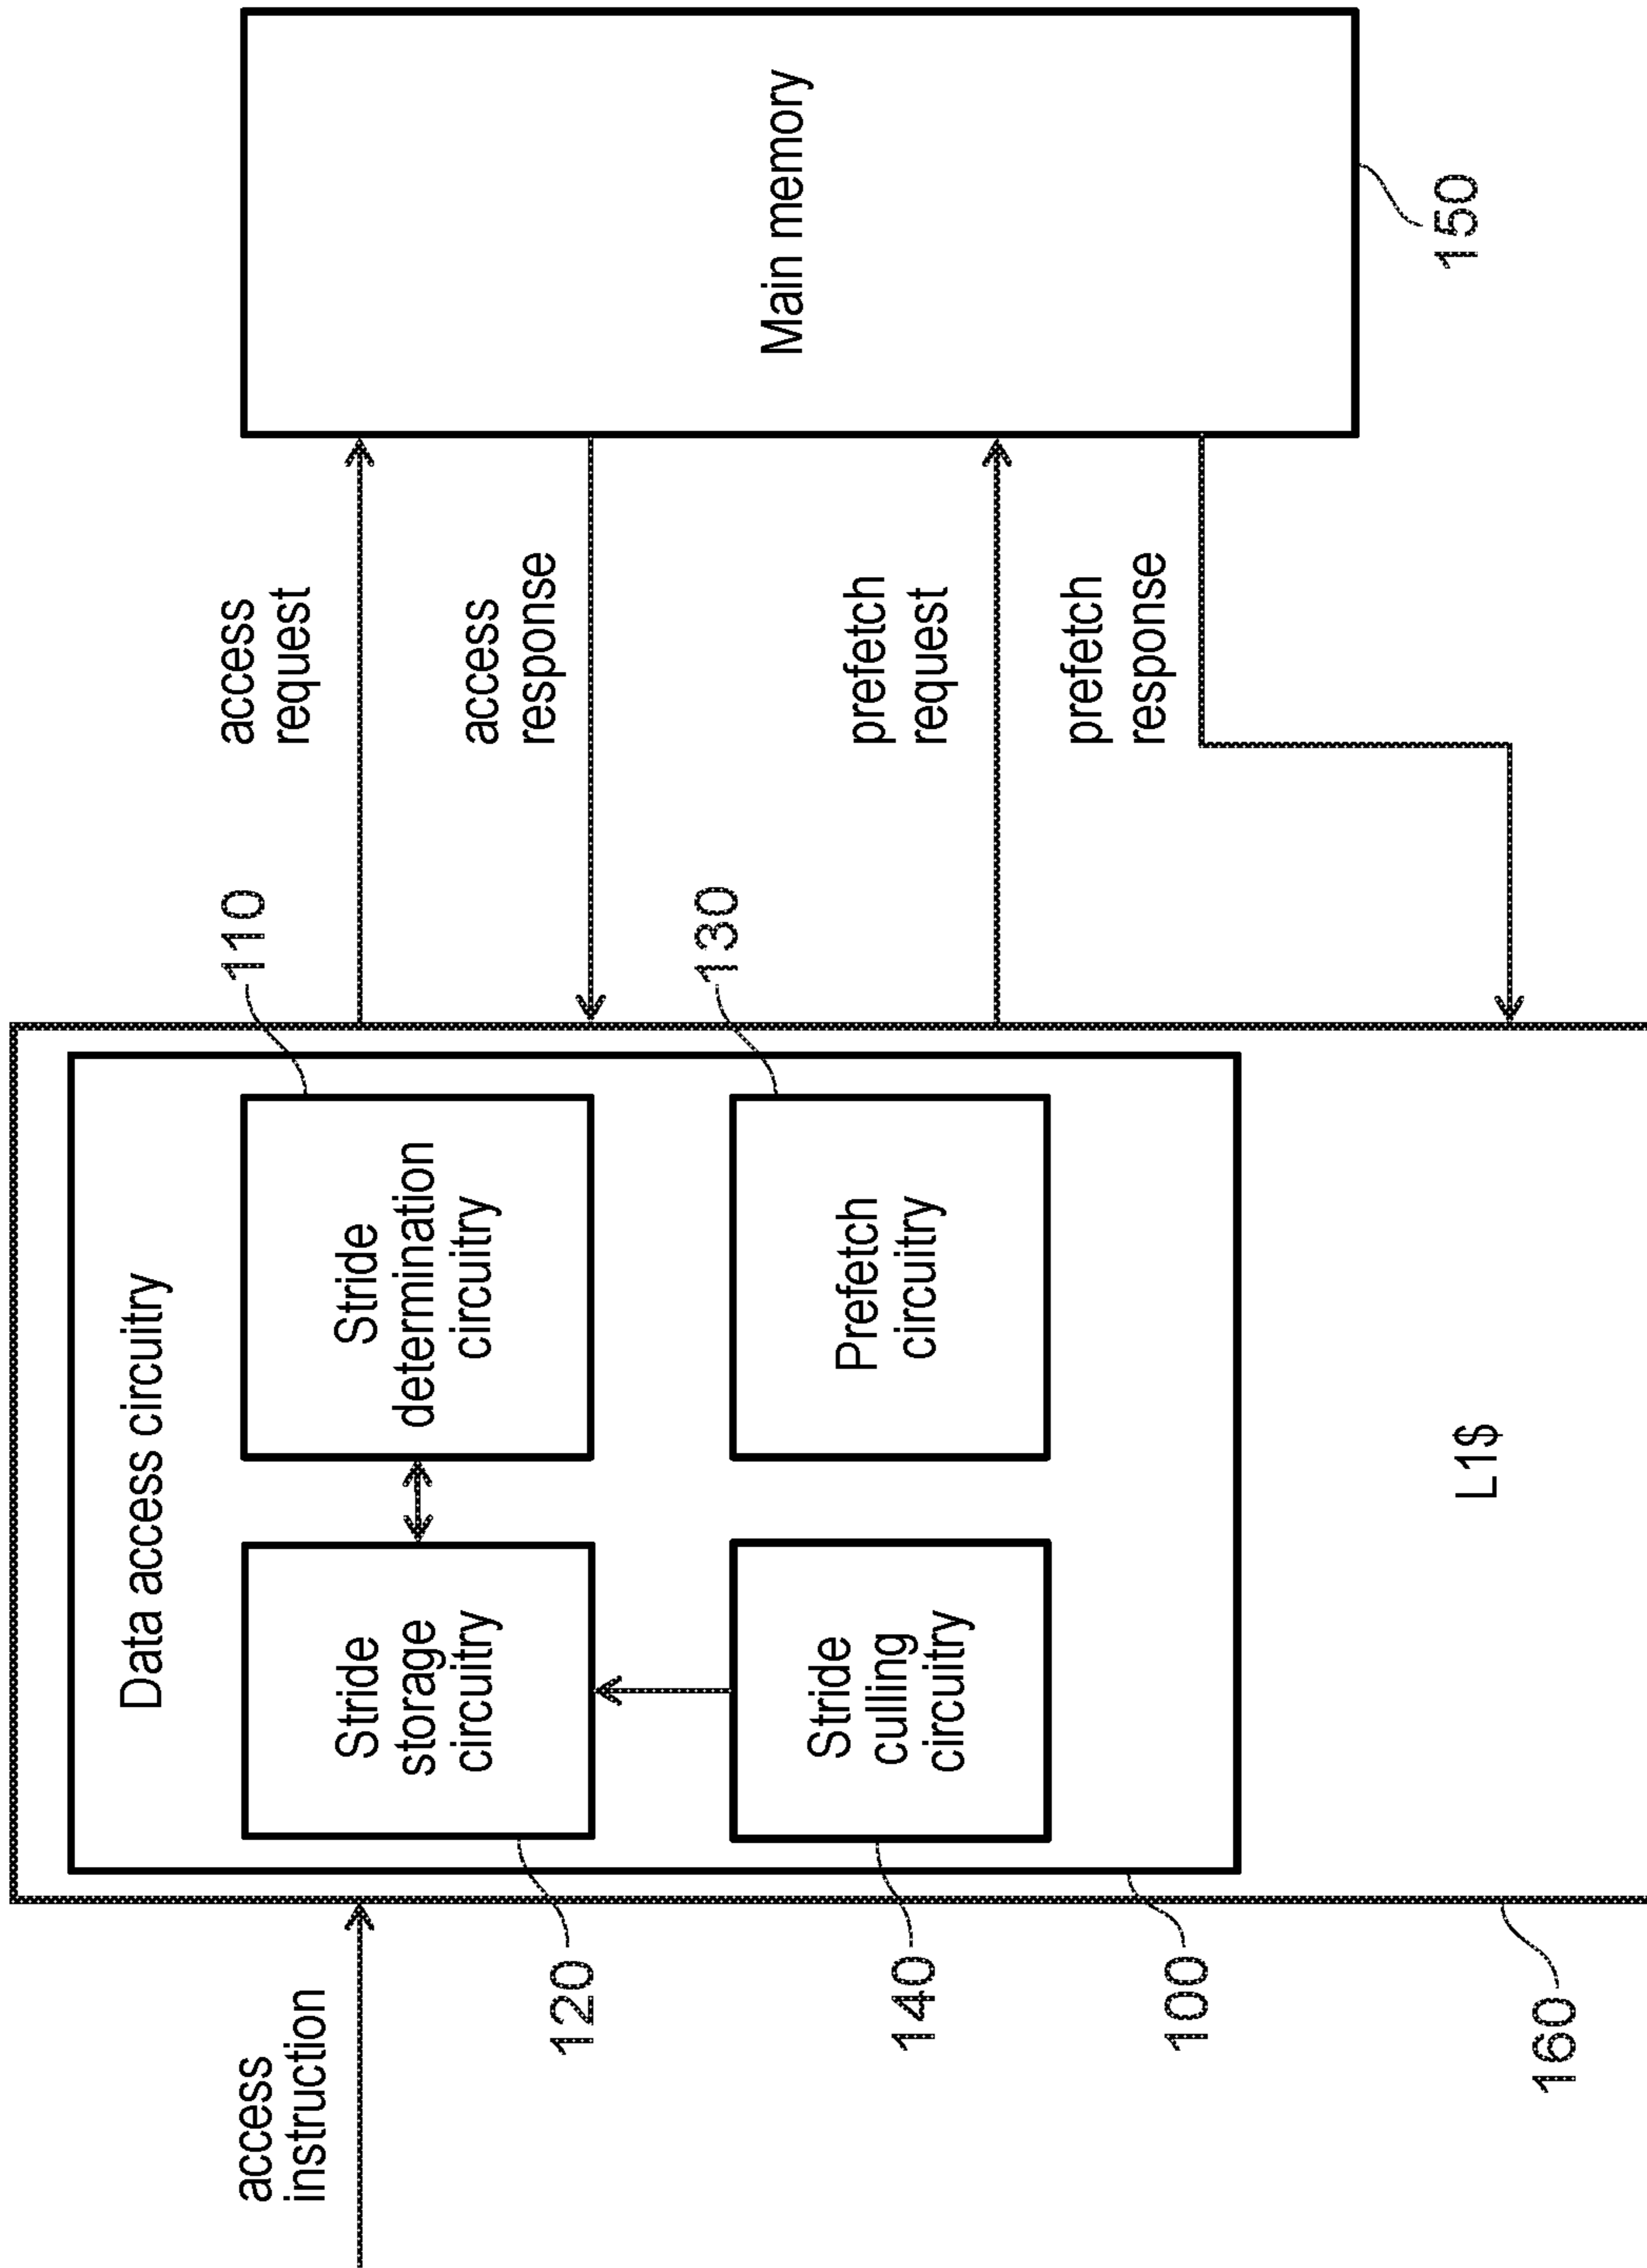 access
instruction
Data access circuitry
Stride
storage
circuitry
Stride
determination
circuitry
Stride
culling
circuitry
Prefetch
circuitry
L1$
120
140
100
160
110
130
access
request
access
response
prefetch
request
prefetch
response
Main memory
150